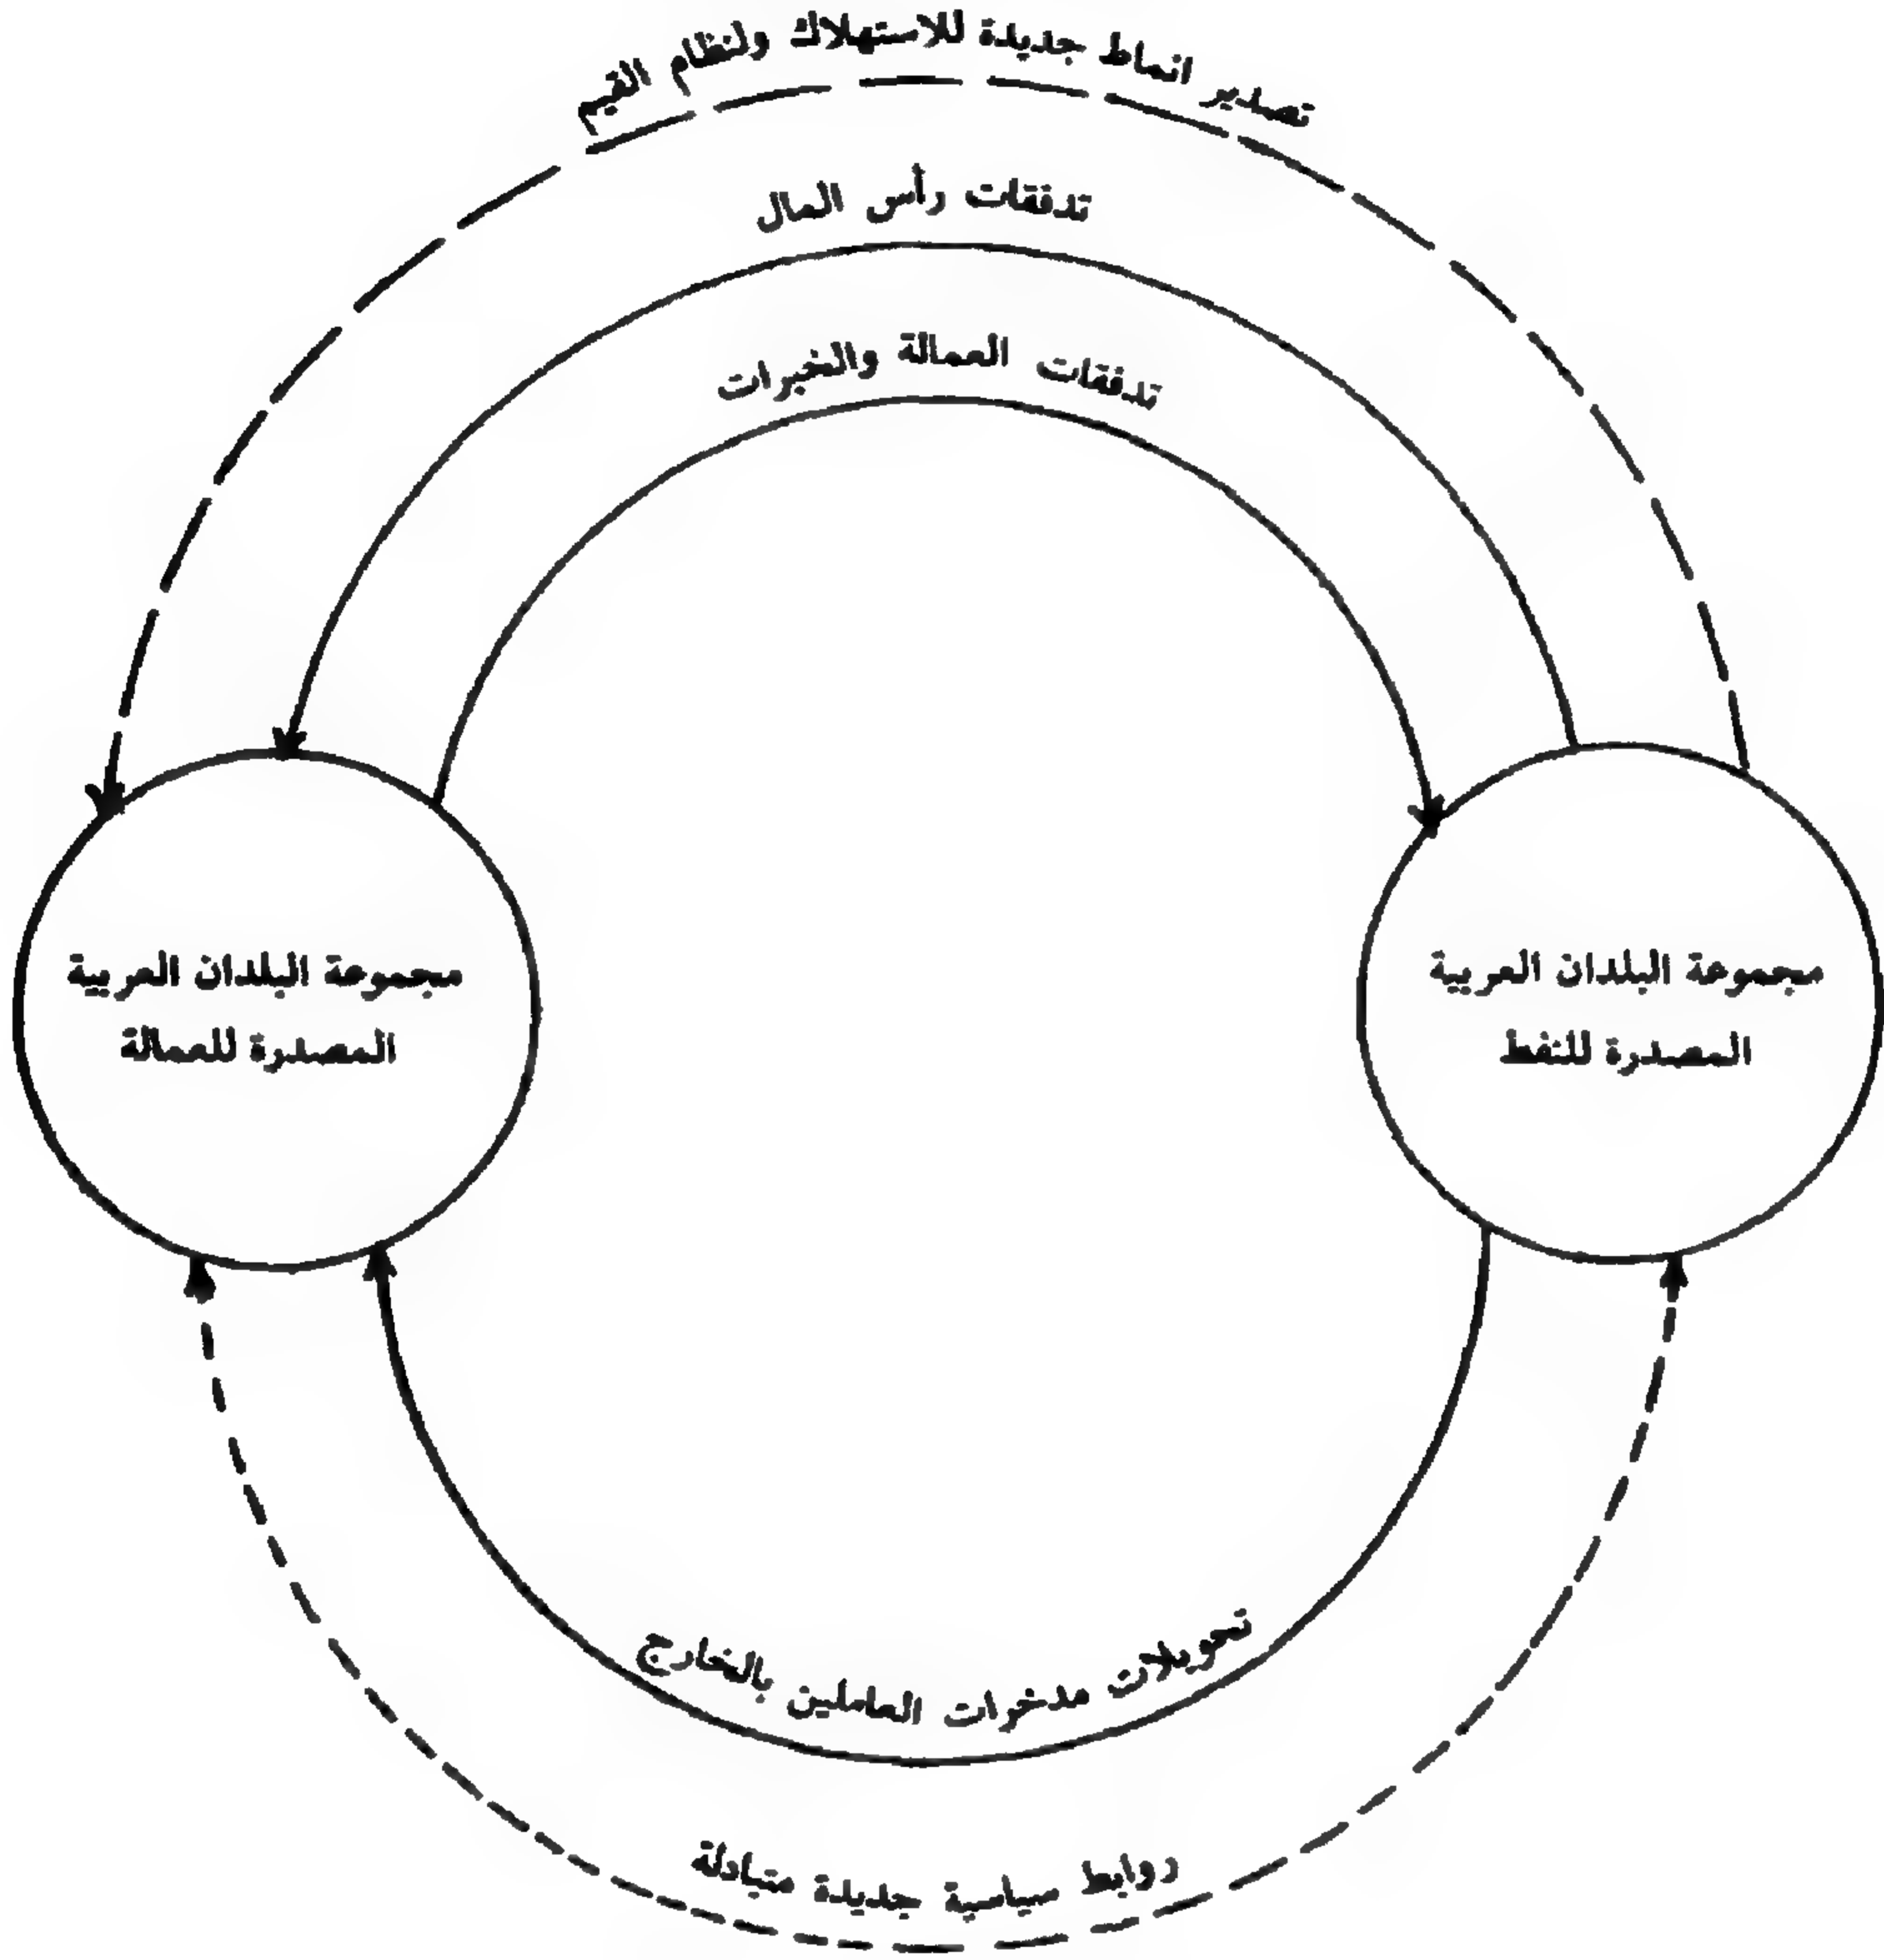 تصدير انماط جديدة للاستهلاك ولنظام القيم
تدفقات رأس المال
تدفقات العمالة والخبرات
مجموعة البلدان العربية
المصدرة للنفط
مجموعة البلدان العربية
المصدرة للعمالة
تحويلات مدخرات العاملين بالخارج
روابط سياسية جديدة متبادلة